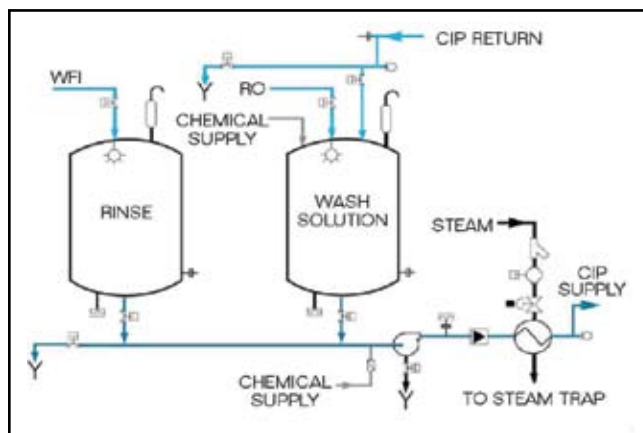 CIP RETURN
WFI
RO
CHEMICAL
SUPPLY
RINSE
WASH
SOLUTION
STEAM
CIP
SUPPLY
CHEMICAL
SUPPLY
TO STEAM TRAP